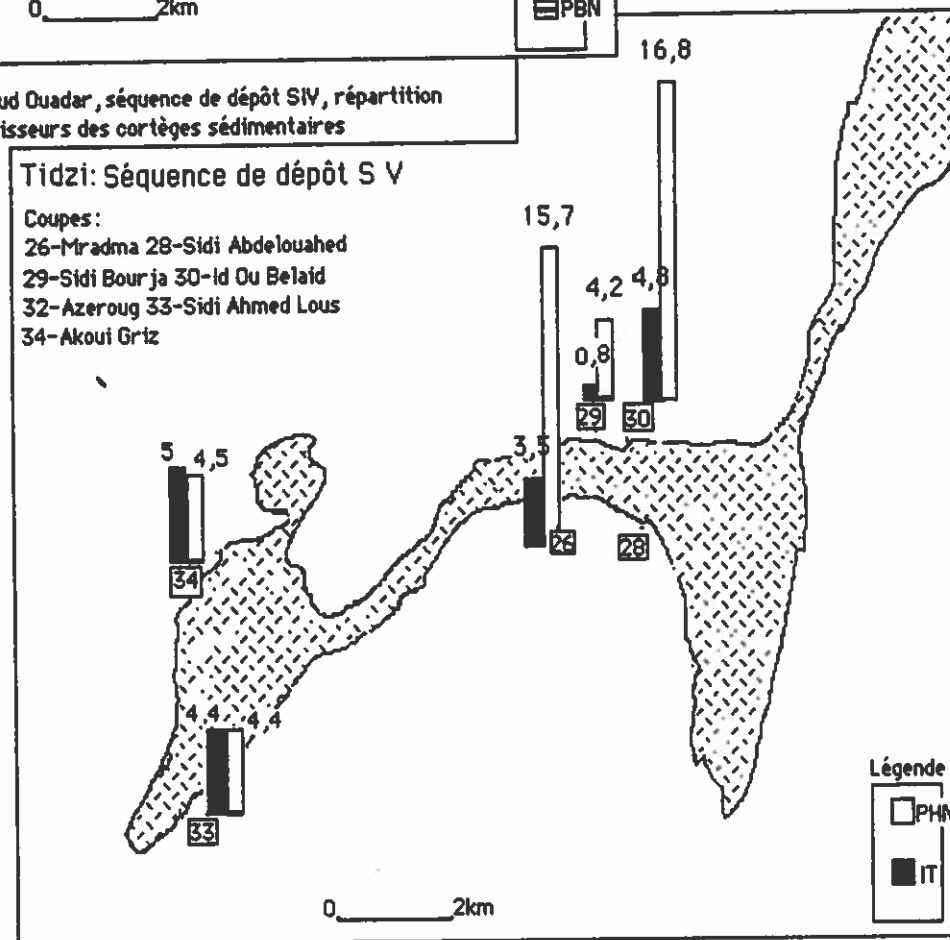 0 2km
PBN
ud Ouadar, séquence de dépôt SIV, répartition
isseurs des cortèges sédimentaires
Tidzi: Séquence de dépôt S V
Coupes:
26-Mradma 28-Sidi Abdelouahed
29-Sidi Bourja 30-Id Ou Belaid
32-Azeroug 33-Sidi Ahmed Lous
34-Akoui Griz
16,8
15,7
4,2 4,8
0,8
29 30
3,5
5 4,5
26 28
34
4,4 4,4
33
Légende
PHN
IT
0 2km